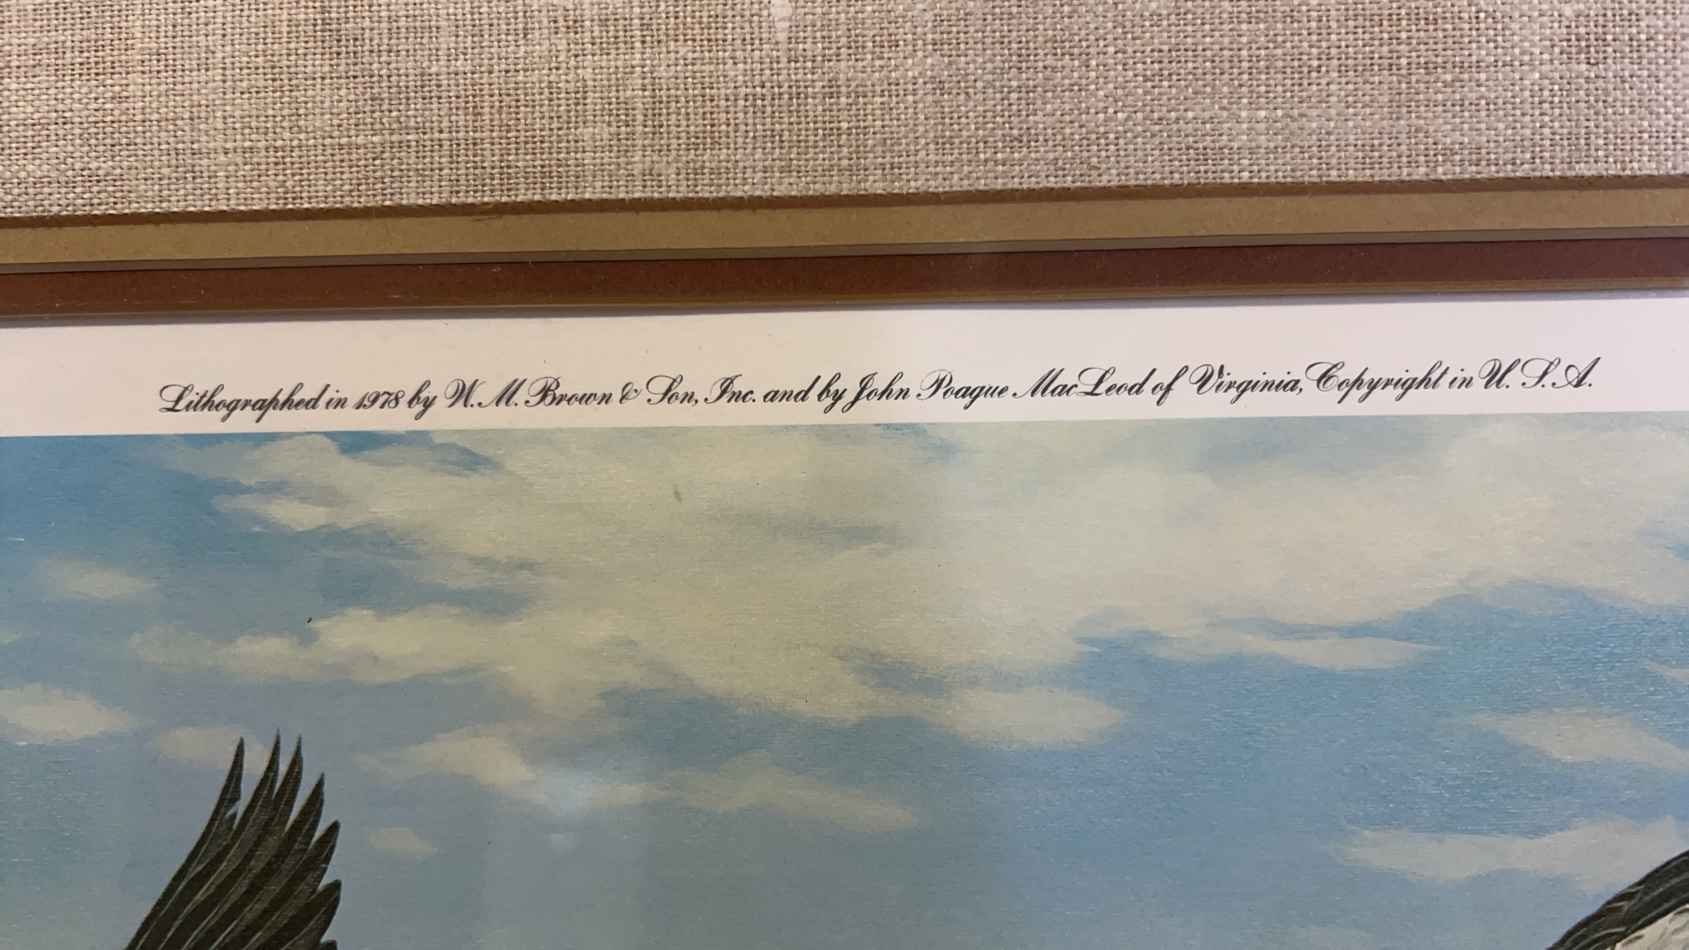 Lithographed in 1978 by W. M. Brown & Son, Inc. and by John Poague MacLeod of Virginia, Copyright in U. S. A.